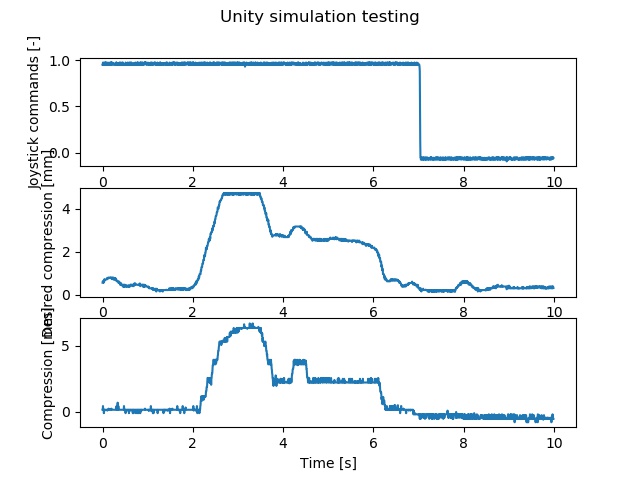 Unity simulation testing
Joystick commands [-]
1.0
0.5
0.0
0 2 4 6 8 10
Desired compression [mm]
4
2
0
0 2 4 6 8 10
Compression [mm]
5
0
0 2 4 6 8 10
Time [s]